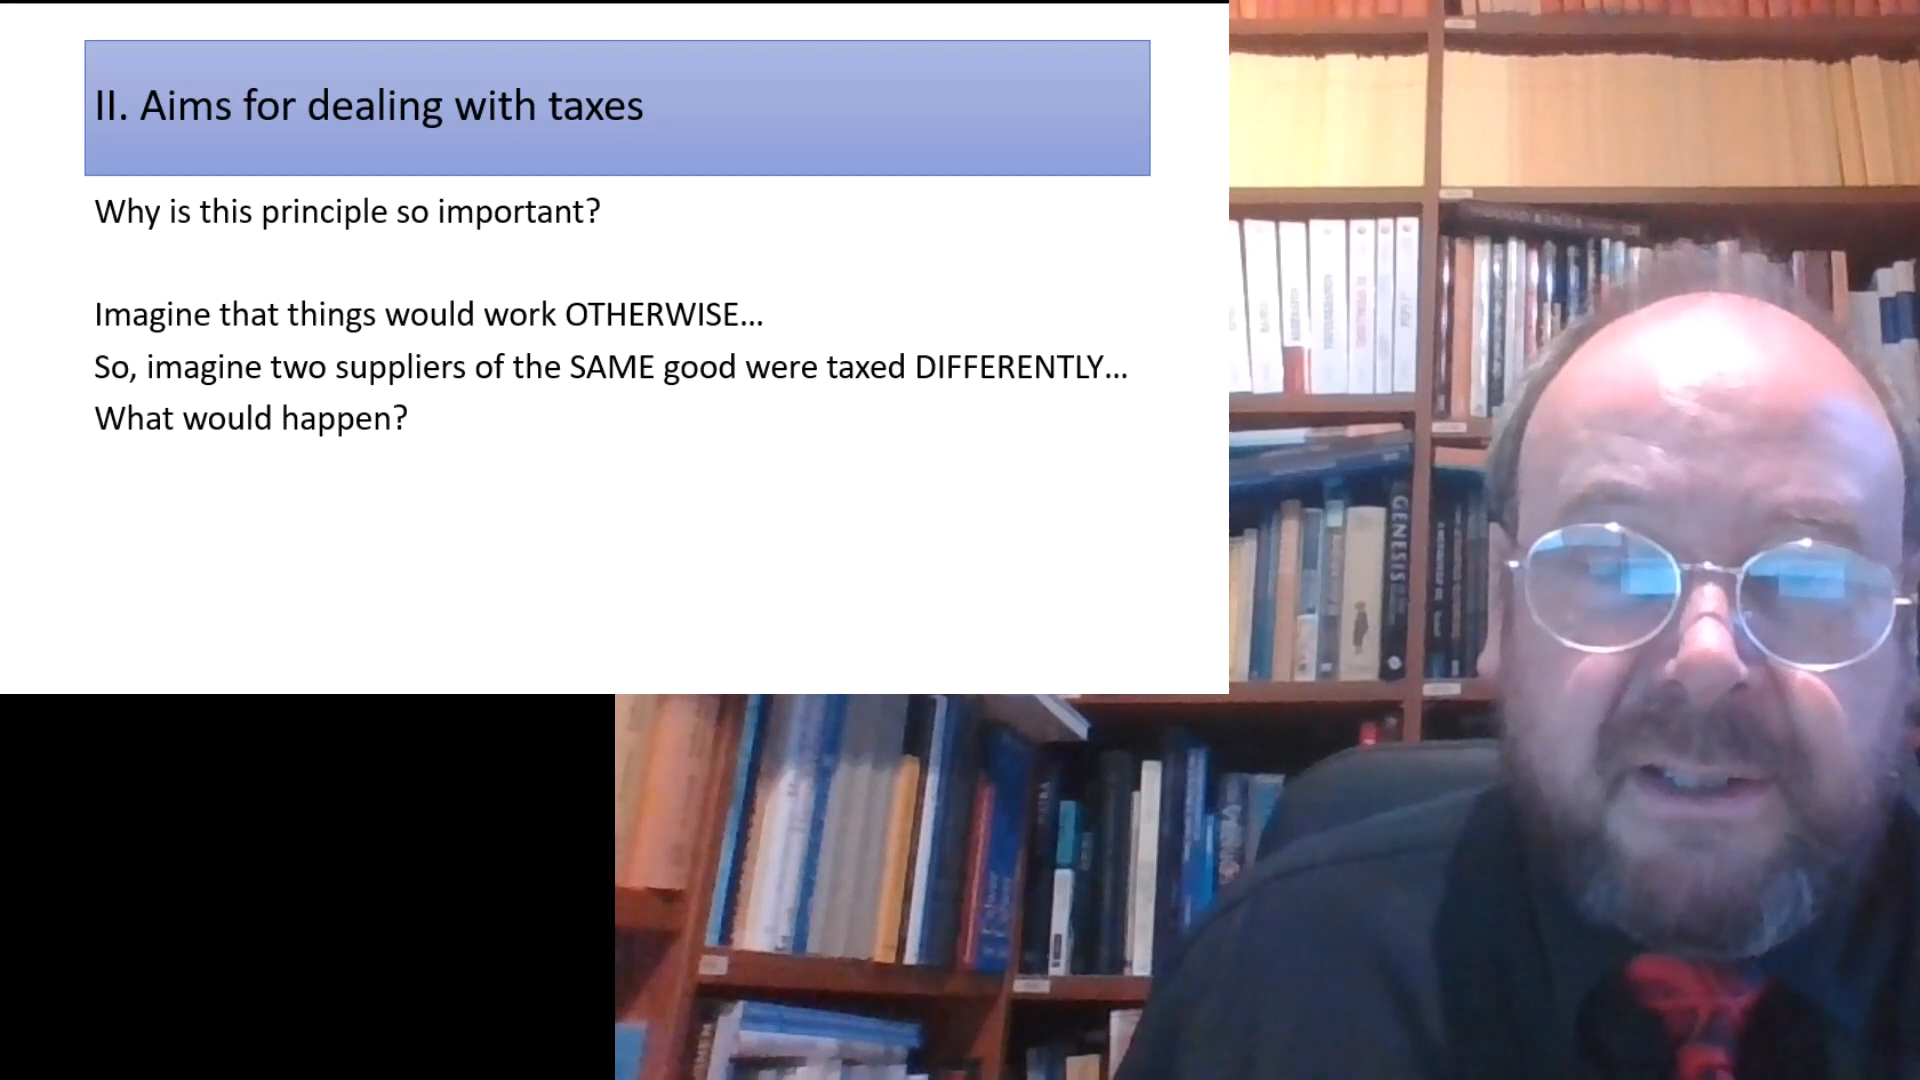 II. Aims for dealing with taxes
Why is this principle so important?
Imagine that things would work OTHERWISE...
So, imagine two suppliers of the SAME good were taxed DIFFERENTLY...
What would happen?
GENESIS